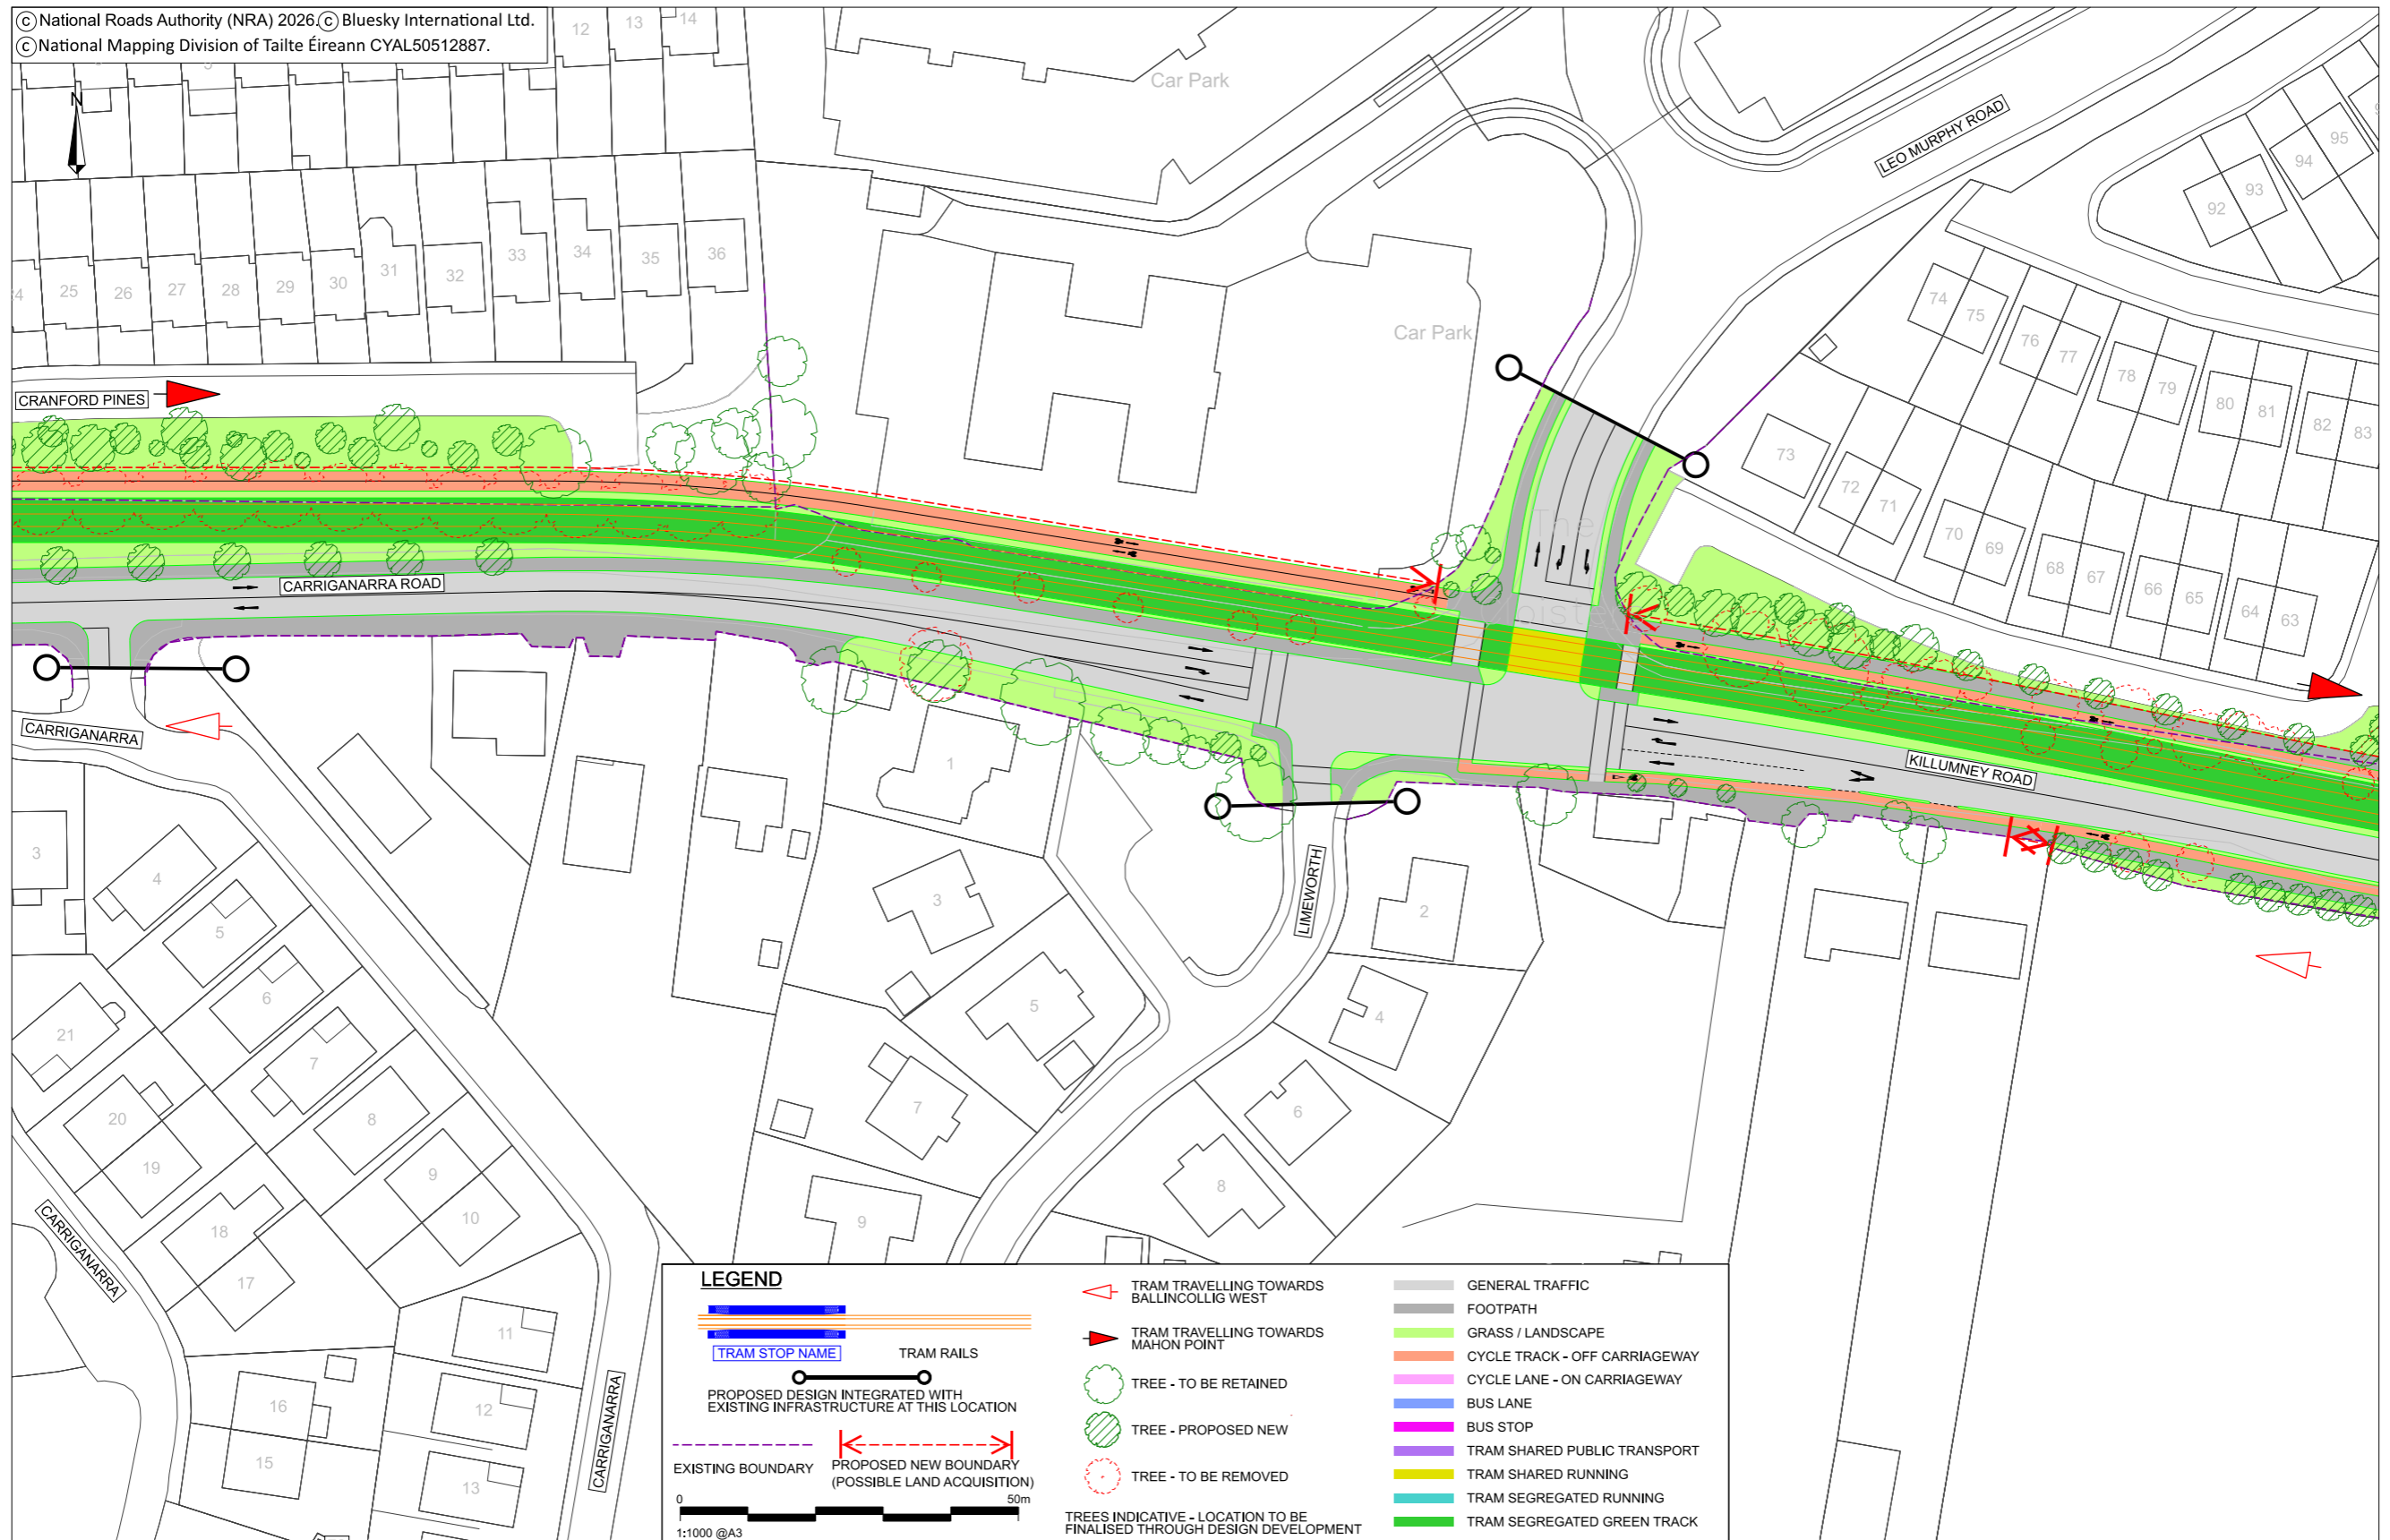 © National Roads Authority (NRA) 2026. © Bluesky International Ltd.
© National Mapping Division of Tailte Éireann CYAL50512887.
N
12
13
14
Car Park
LEO MURPHY ROAD
95
94
93
92
25
26
27
28
29
30
31
32
33
34
35
36
Car Park
74
75
76
77
78
79
80
81
82
83
CRANFORD PINES
73
72
71
70
69
68
67
66
65
64
63
The
CARRIGANARRA ROAD
KILLUMNEY ROAD
CARRIGANARRA
LIMEWORTH
1
2
3
3
4
5
4
5
6
7
6
7
8
8
9
9
10
21
20
19
18
17
CARRIGANARRA
CARRIGANARRA
11
12
13
16
15
LEGEND
TRAM STOP NAME
TRAM RAILS
PROPOSED DESIGN INTEGRATED WITH
EXISTING INFRASTRUCTURE AT THIS LOCATION
EXISTING BOUNDARY
PROPOSED NEW BOUNDARY
(POSSIBLE LAND ACQUISITION)
0
50m
1:1000 @A3
TRAM TRAVELLING TOWARDS
BALLINCOLLIG WEST
TRAM TRAVELLING TOWARDS
MAHON POINT
TREE - TO BE RETAINED
TREE - PROPOSED NEW
TREE - TO BE REMOVED
TREES INDICATIVE - LOCATION TO BE
FINALISED THROUGH DESIGN DEVELOPMENT
GENERAL TRAFFIC
FOOTPATH
GRASS / LANDSCAPE
CYCLE TRACK - OFF CARRIAGEWAY
CYCLE LANE - ON CARRIAGEWAY
BUS LANE
BUS STOP
TRAM SHARED PUBLIC TRANSPORT
TRAM SHARED RUNNING
TRAM SEGREGATED RUNNING
TRAM SEGREGATED GREEN TRACK